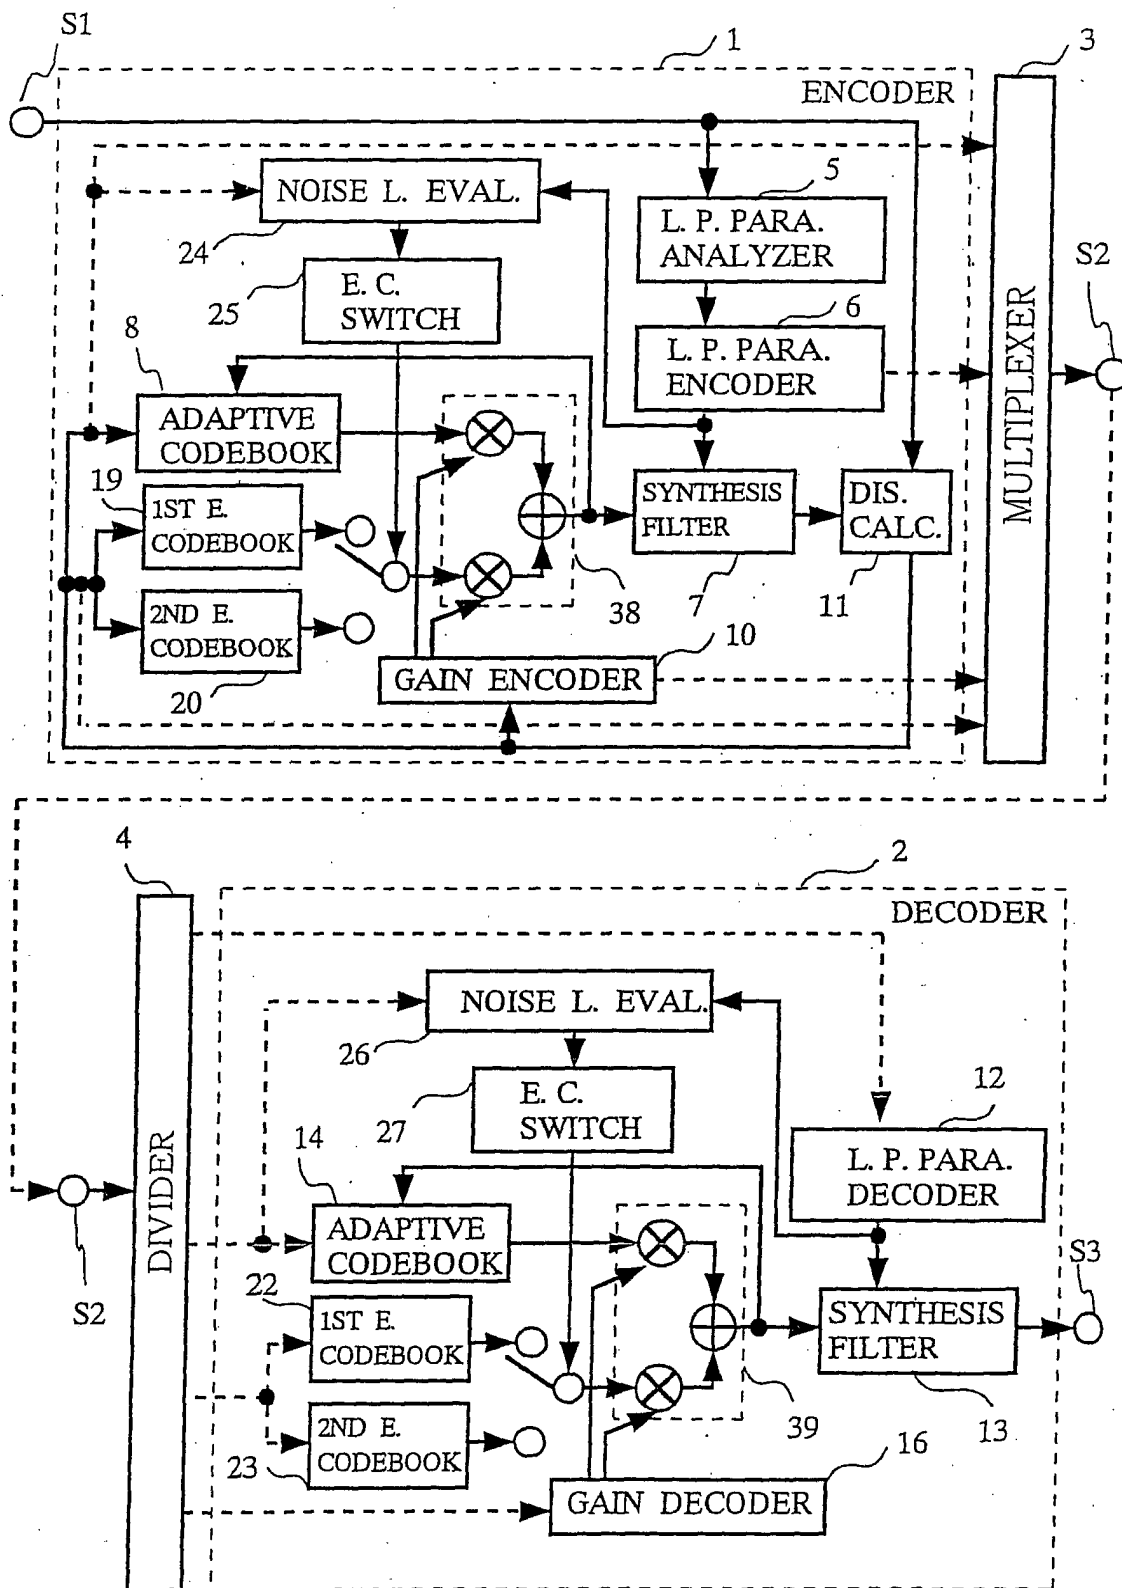 S1
1
3
ENCODER
NOISE L. EVAL.
24
5
L. P. PARA.
ANALYZER
S2
25
E. C.
SWITCH
6
L. P. PARA.
ENCODER
MULTIPLEXER
8
ADAPTIVE
CODEBOOK
19
1ST E.
CODEBOOK
SYNTHESIS
FILTER
DIS.
CALC.
2ND E.
CODEBOOK
38
7
11
10
20
GAIN ENCODER
4
2
DECODER
NOISE L. EVAL.
26
E. C.
SWITCH
27
12
L. P. PARA.
DECODER
14
ADAPTIVE
CODEBOOK
DIVIDER
S2
S3
22
1ST E.
CODEBOOK
SYNTHESIS
FILTER
2ND E.
CODEBOOK
23
39
13
16
GAIN DECODER